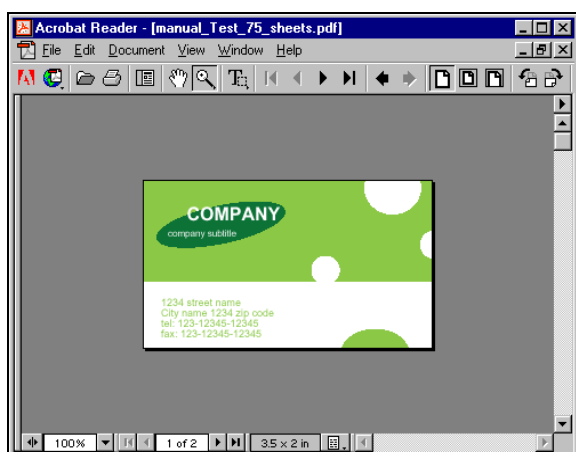 Acrobat Reader - [manual_Test_75_sheets.pdf]
File Edit Document View Window Help
COMPANY
company subtitle
1234 street name
City name 1234 zip code
tel: 123-12345-12345
fax: 123-12345-12345
100% 1 of 2 3.5 x 2 in